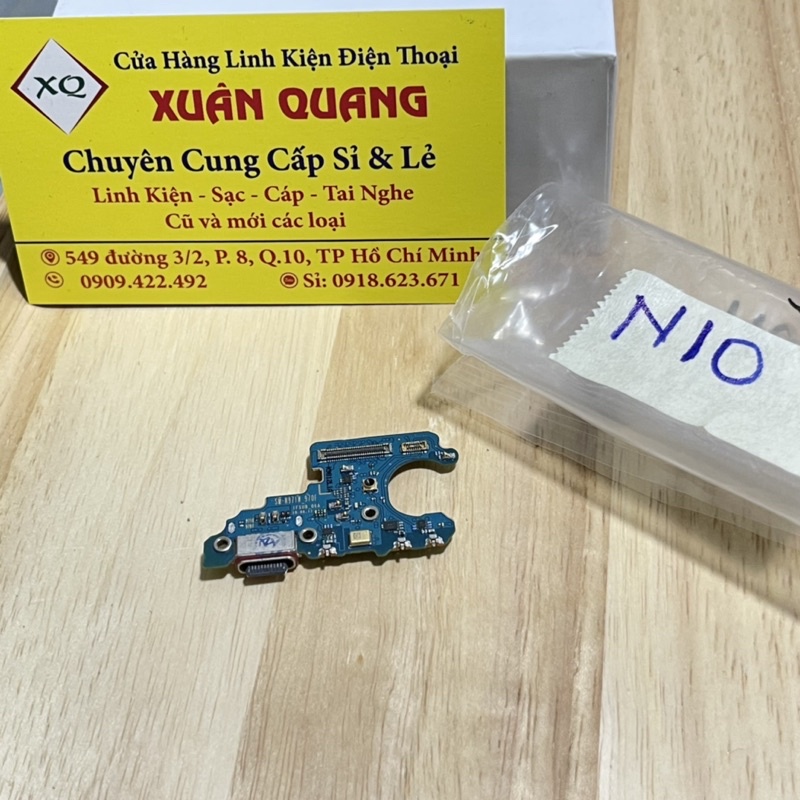 XQ
Cửa Hàng Linh Kiện Điện Thoại
XUÂN QUANG
Chuyên Cung Cấp Sỉ & Lẻ
Linh Kiện - Sạc - Cáp - Tai Nghe
Cũ và mới các loại
549 đường 3/2, P. 8, Q.10, TP Hồ Chí Minh
0909.422.492
Sỉ: 0918.623.671
N10